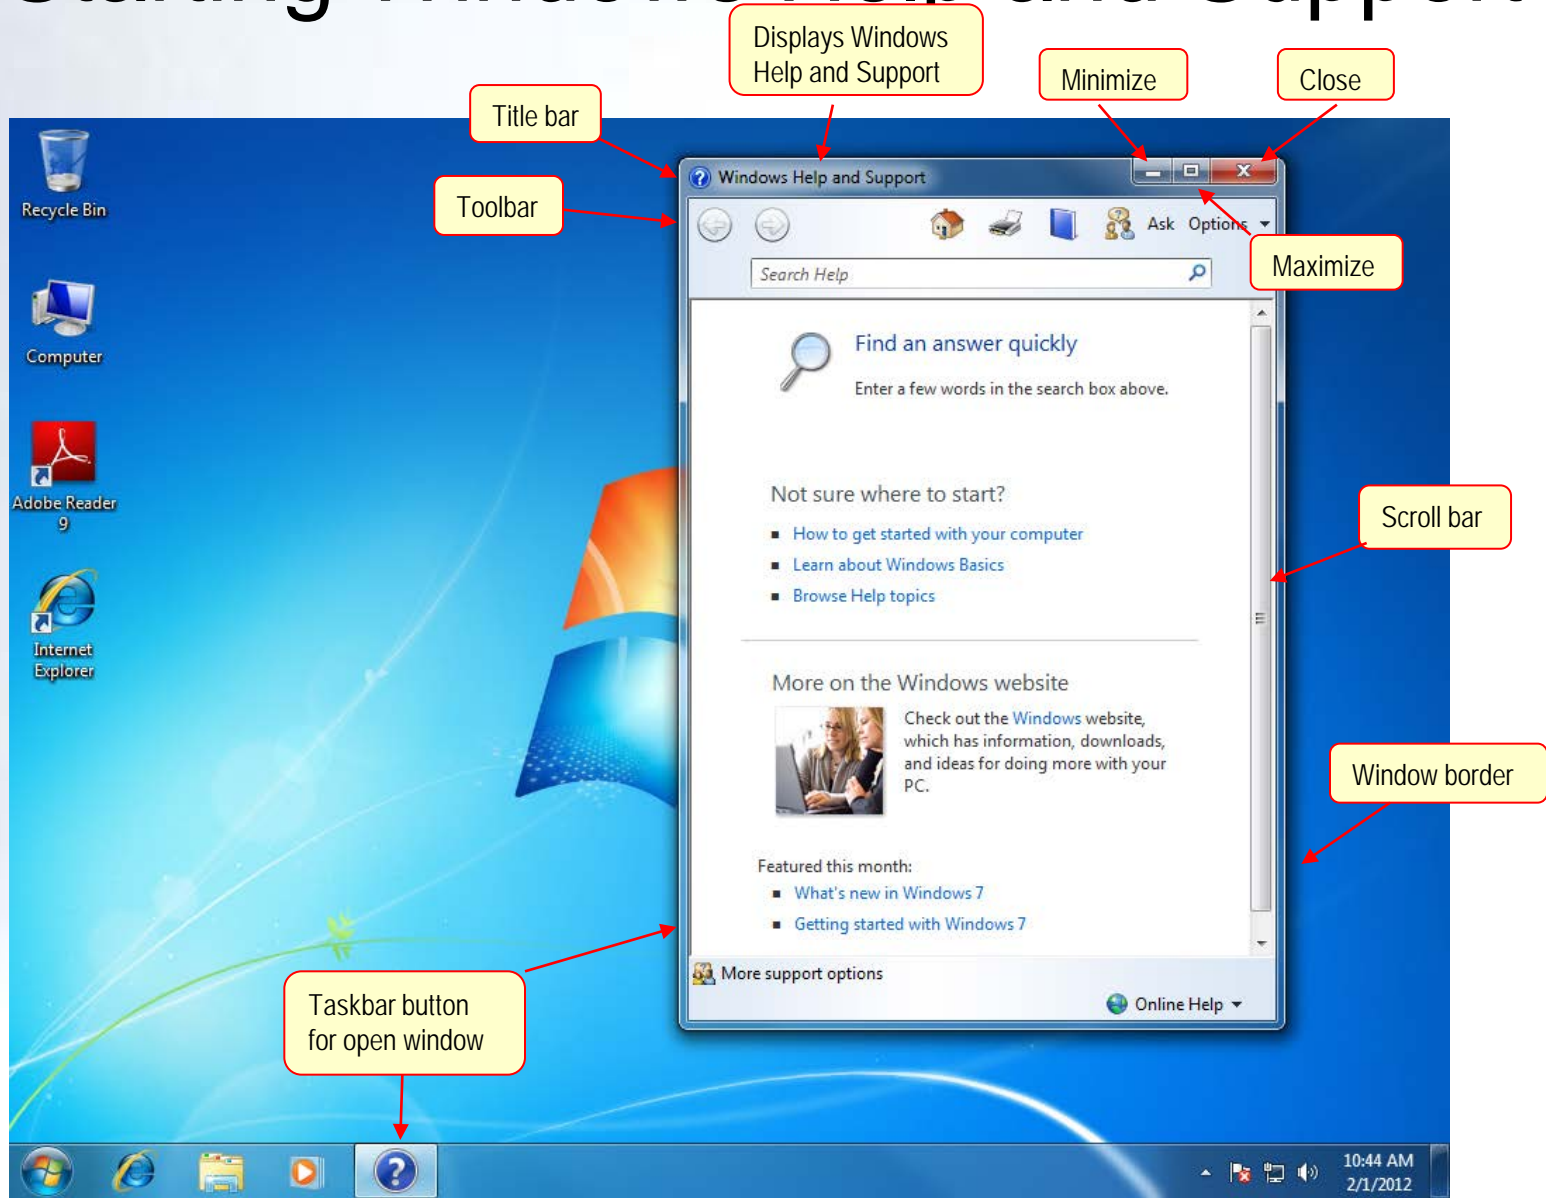 Starting Windows Help and Support
Displays Windows
Help and Support
Minimize
Close
Title bar
Toolbar
Windows Help and Support
Recycle Bin
Ask
Options
Maximize
Search Help
Computer
Find an answer quickly
Enter a few words in the search box above.
Adobe Reader
9
Not sure where to start?
How to get started with your computer
Learn about Windows Basics
Browse Help topics
Scroll bar
Internet
Explorer
More on the Windows website
Check out the Windows website,
which has information, downloads,
and ideas for doing more with your
PC.
Window border
Featured this month:
What's new in Windows 7
Getting started with Windows 7
More support options
Online Help
Taskbar button
for open window
10:44 AM
2/1/2012